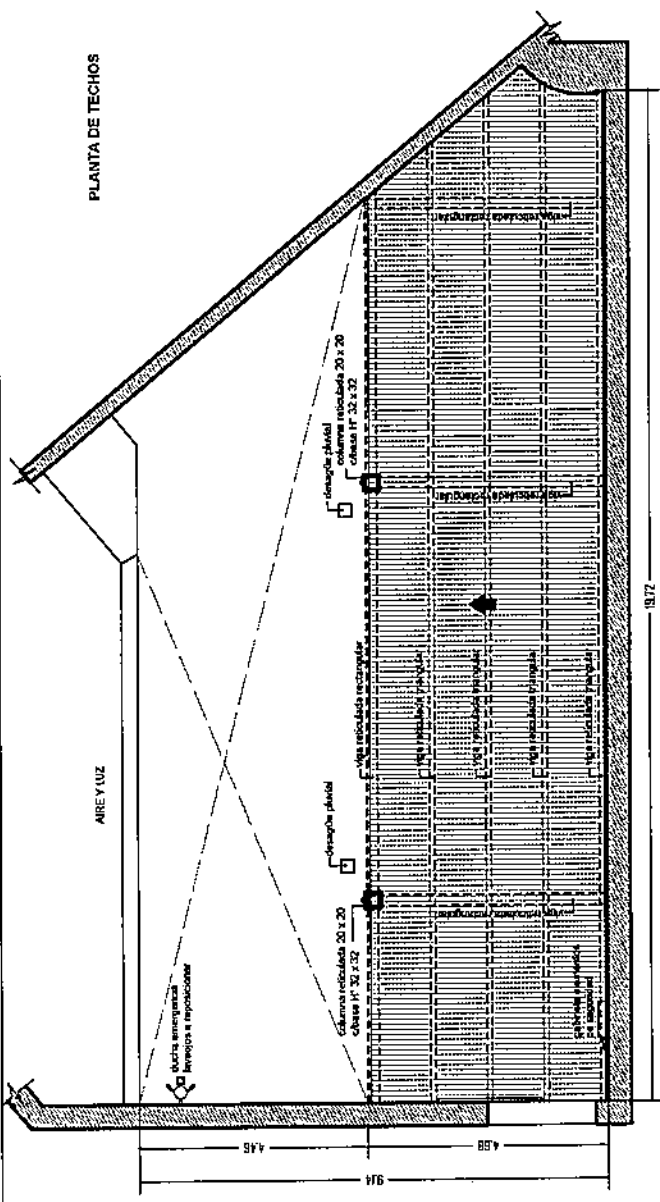 PLANTA DE TECHOS
AIRE Y LUZ
ducha emergencia/
lavaojos a reposicionar
desagüe pluvial
columna reticulada 20 x 20
c/base H° 32 x 32
desagüe pluvial
columna reticulada 20 x 20
c/base H° 32 x 32
viga reticulada rectangular
viga reticulada triangular
viga reticulada triangular
viga reticulada triangular
viga reticulada triangular
viga reticulada rectangular
viga reticulada rectangular
viga reticulada rectangular
4.46
4.68
9.14
19.72